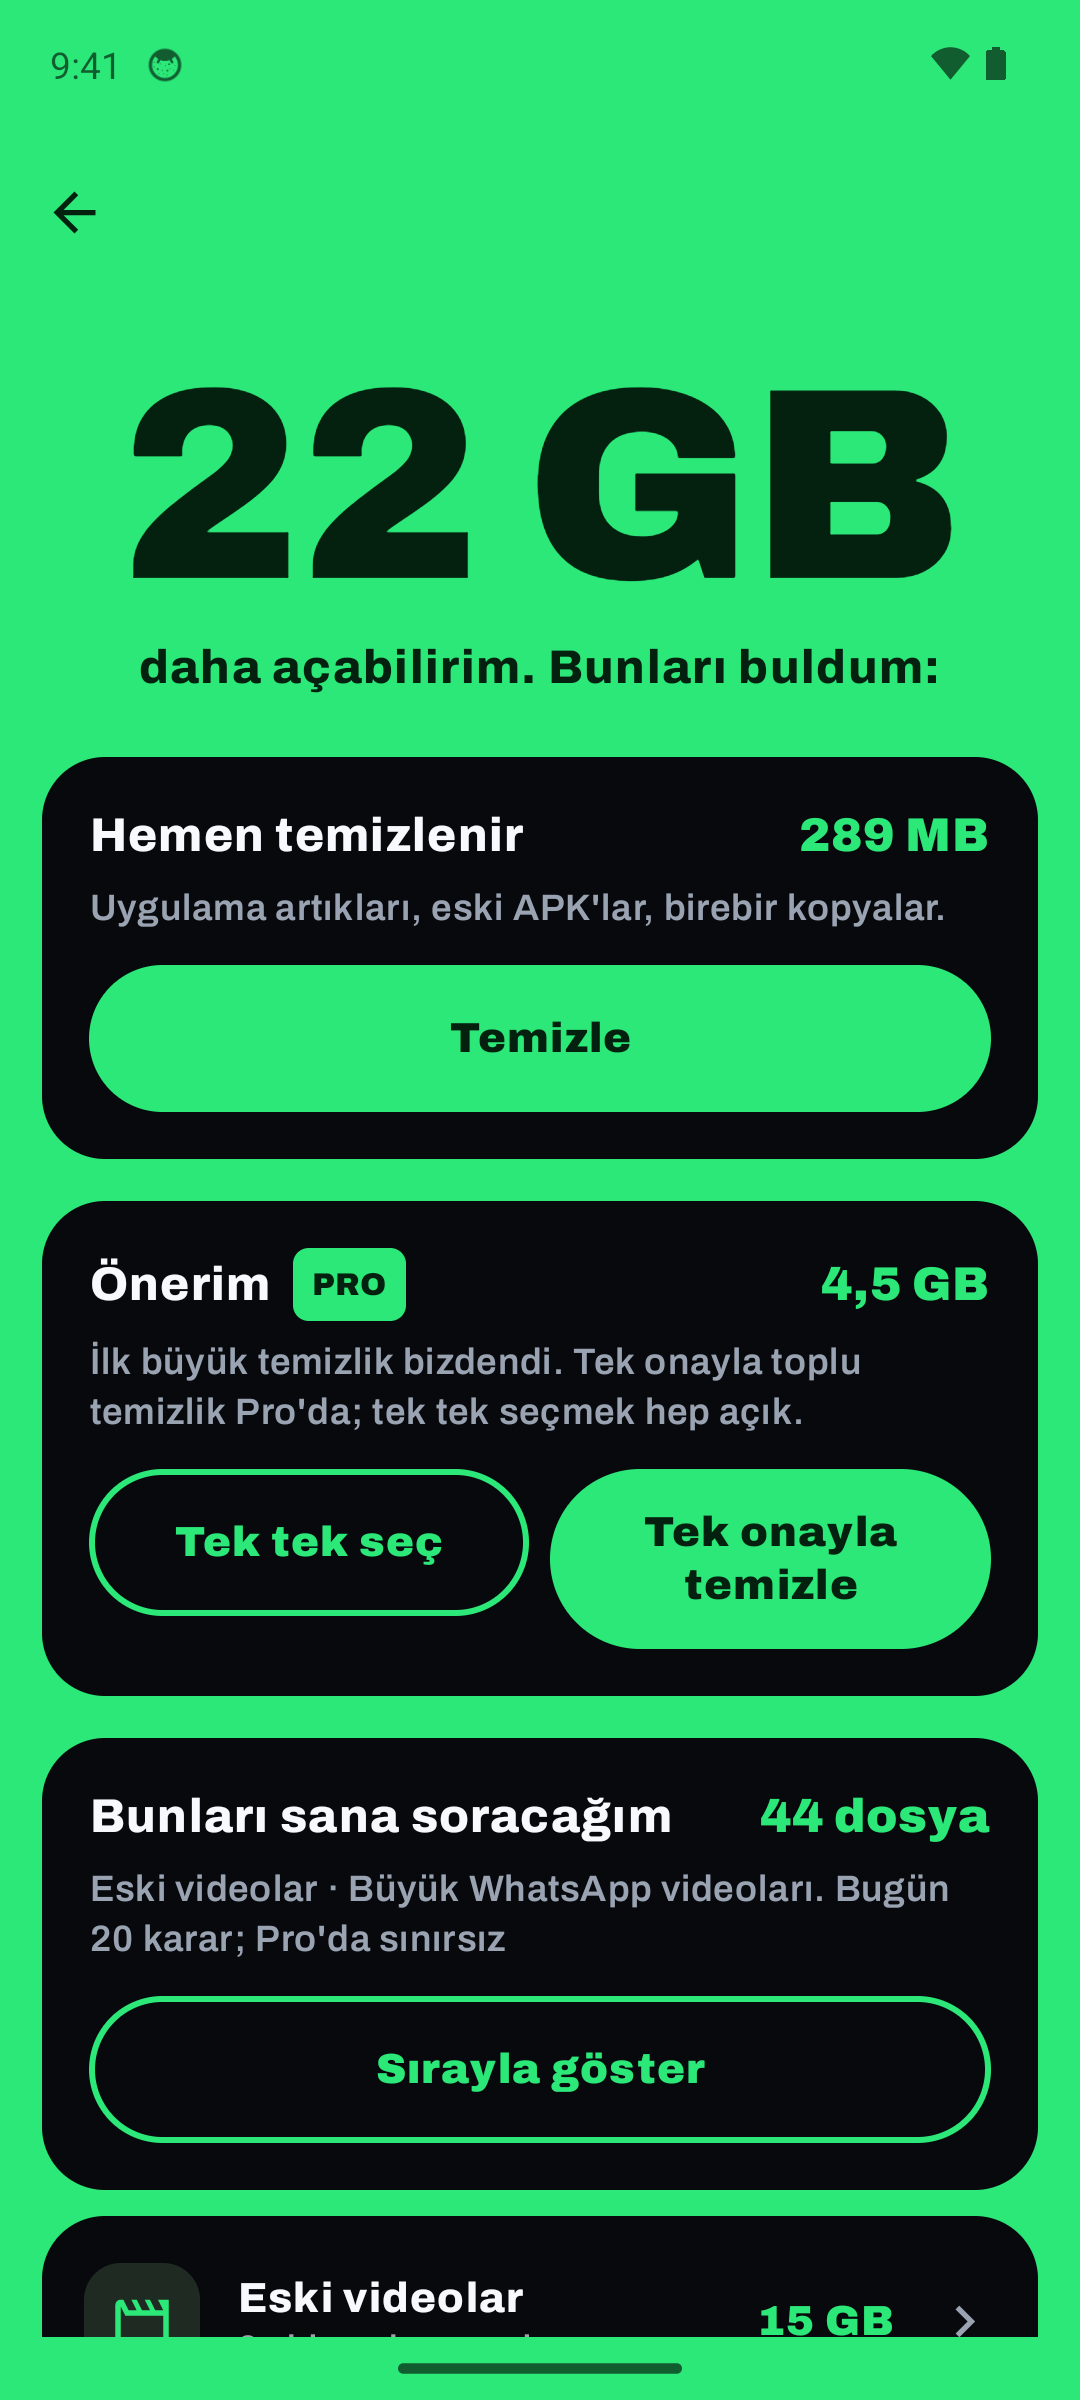 9:41
22 GB
daha açabilirim. Bunları buldum:
Hemen temizlenir
289 MB
Uygulama artıkları, eski APK'lar, birebir kopyalar.
Temizle
Önerim
PRO
4,5 GB
İlk büyük temizlik bizdendi. Tek onayla toplu
temizlik Pro'da; tek tek seçmek hep açık.
Tek tek seç
Tek onayla
temizle
Bunları sana soracağım
44 dosya
Eski videolar · Büyük WhatsApp videoları. Bugün
20 karar; Pro'da sınırsız
Sırayla göster
Eski videolar
15 GB